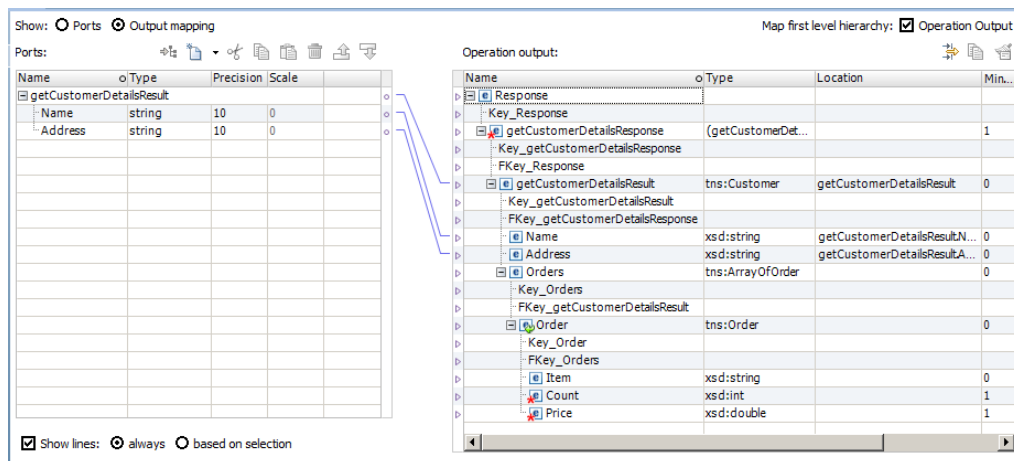 Show: Ports Output mapping
Map first level hierarchy: Operation Output
Ports:
Operation output:
Name Type Precision Scale
getCustomerDetailsResult
Name string 10 0
Address string 10 0
Name Type Location Min...
Response
Key_Response
getCustomerDetailsResponse (getCustomerDet... 1
Key_getCustomerDetailsResponse
FKey_Response
getCustomerDetailsResult tns:Customer getCustomerDetailsResult 0
Key_getCustomerDetailsResult
FKey_getCustomerDetailsResponse
Name xsd:string getCustomerDetailsResult.N... 0
Address xsd:string getCustomerDetailsResult.A... 0
Orders tns:ArrayOfOrder 0
Key_Orders
FKey_getCustomerDetailsResult
Order tns:Order 0
Key_Order
FKey_Orders
Item xsd:string 0
Count xsd:int 1
Price xsd:double 1
Show lines: always based on selection